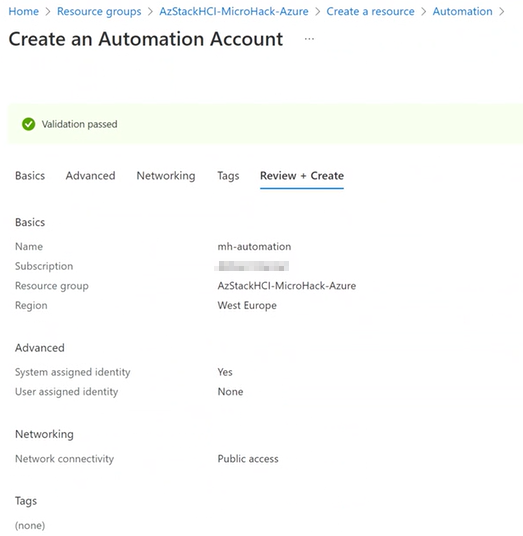 Home > Resource groups > AzStackHCI-MicroHack-Azure > Create a resource > Automation >
Create an Automation Account ...
Validation passed
Basics Advanced Networking Tags Review + Create
Basics
Name mh-automation
Subscription
Resource group AzStackHCI-MicroHack-Azure
Region West Europe
Advanced
System assigned identity Yes
User assigned identity None
Networking
Network connectivity Public access
Tags
(none)